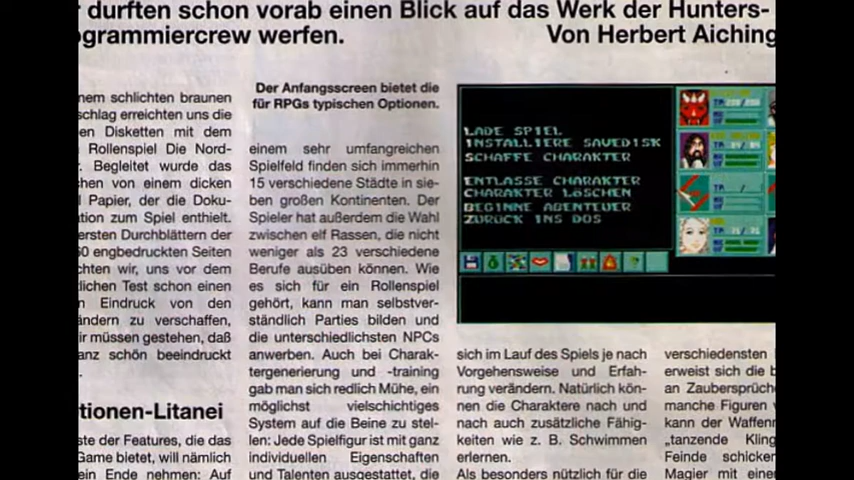 durften schon vorab einen Blick auf das Werk der Hunters-
ogrammiercrew werfen.
Von Herbert Aiching
nem schlichten braunen
schlag erreichten uns die
en Disketten mit dem
Rollenspiel Die Nord-
Begleitet wurde das
chen von einem dicken
Papier, der die Doku-
ation zum Spiel enthielt.
ersten Durchblättern der
60 engbedruckten Seiten
chten wir, uns vor dem
tlichen Test schon einen
Eindruck von den
ändern zu verschaffen,
ir müssen gestehen, daß
anz schön beeindruckt
tionen-Litanei
ste der Features, die das
Game bietet, will nämlich
ein Ende nehmen: Auf
Der Anfangsscreen bietet die
für RPGs typischen Optionen.
einem sehr umfangreichen
Spielfeld finden sich immerhin
15 verschiedene Städte in sie-
ben großen Kontinenten. Der
Spieler hat außerdem die Wahl
zwischen elf Rassen, die nicht
weniger als 23 verschiedene
Berufe ausüben können. Wie
es sich für ein Rollenspiel
gehört, kann man selbstver-
ständlich Parties bilden und
die unterschiedlichsten NPCs
anwerben. Auch bei Charak-
tergenerierung und -training
gab man sich redlich Mühe, ein
möglichst vielschichtiges
System auf die Beine zu stel-
len: Jede Spielfigur ist mit ganz
individuellen Eigenschaften
und Talenten ausgestattet, die
LADE SPIEL
INSTALLIERE SAVEDISK
SCHAFFE CHARAKTER
ENTLASSE CHARAKTER
CHARAKTER LÖSCHEN
BEGINNE ABENTEUER
ZURÜCK INS DOS
sich im Lauf des Spiels je nach
Vorgehensweise und Erfah-
rung verändern. Natürlich kön-
nen die Charaktere nach und
nach auch zusätzliche Fähig-
keiten wie z. B. Schwimmen
erlernen.
Als besonders nützlich für die
verschiedensten
erweist sich die b
an Zaubersprüch
manche Figuren
kann der Waffenm
„tanzende Kling
Feinde schicken
Magier mit einem